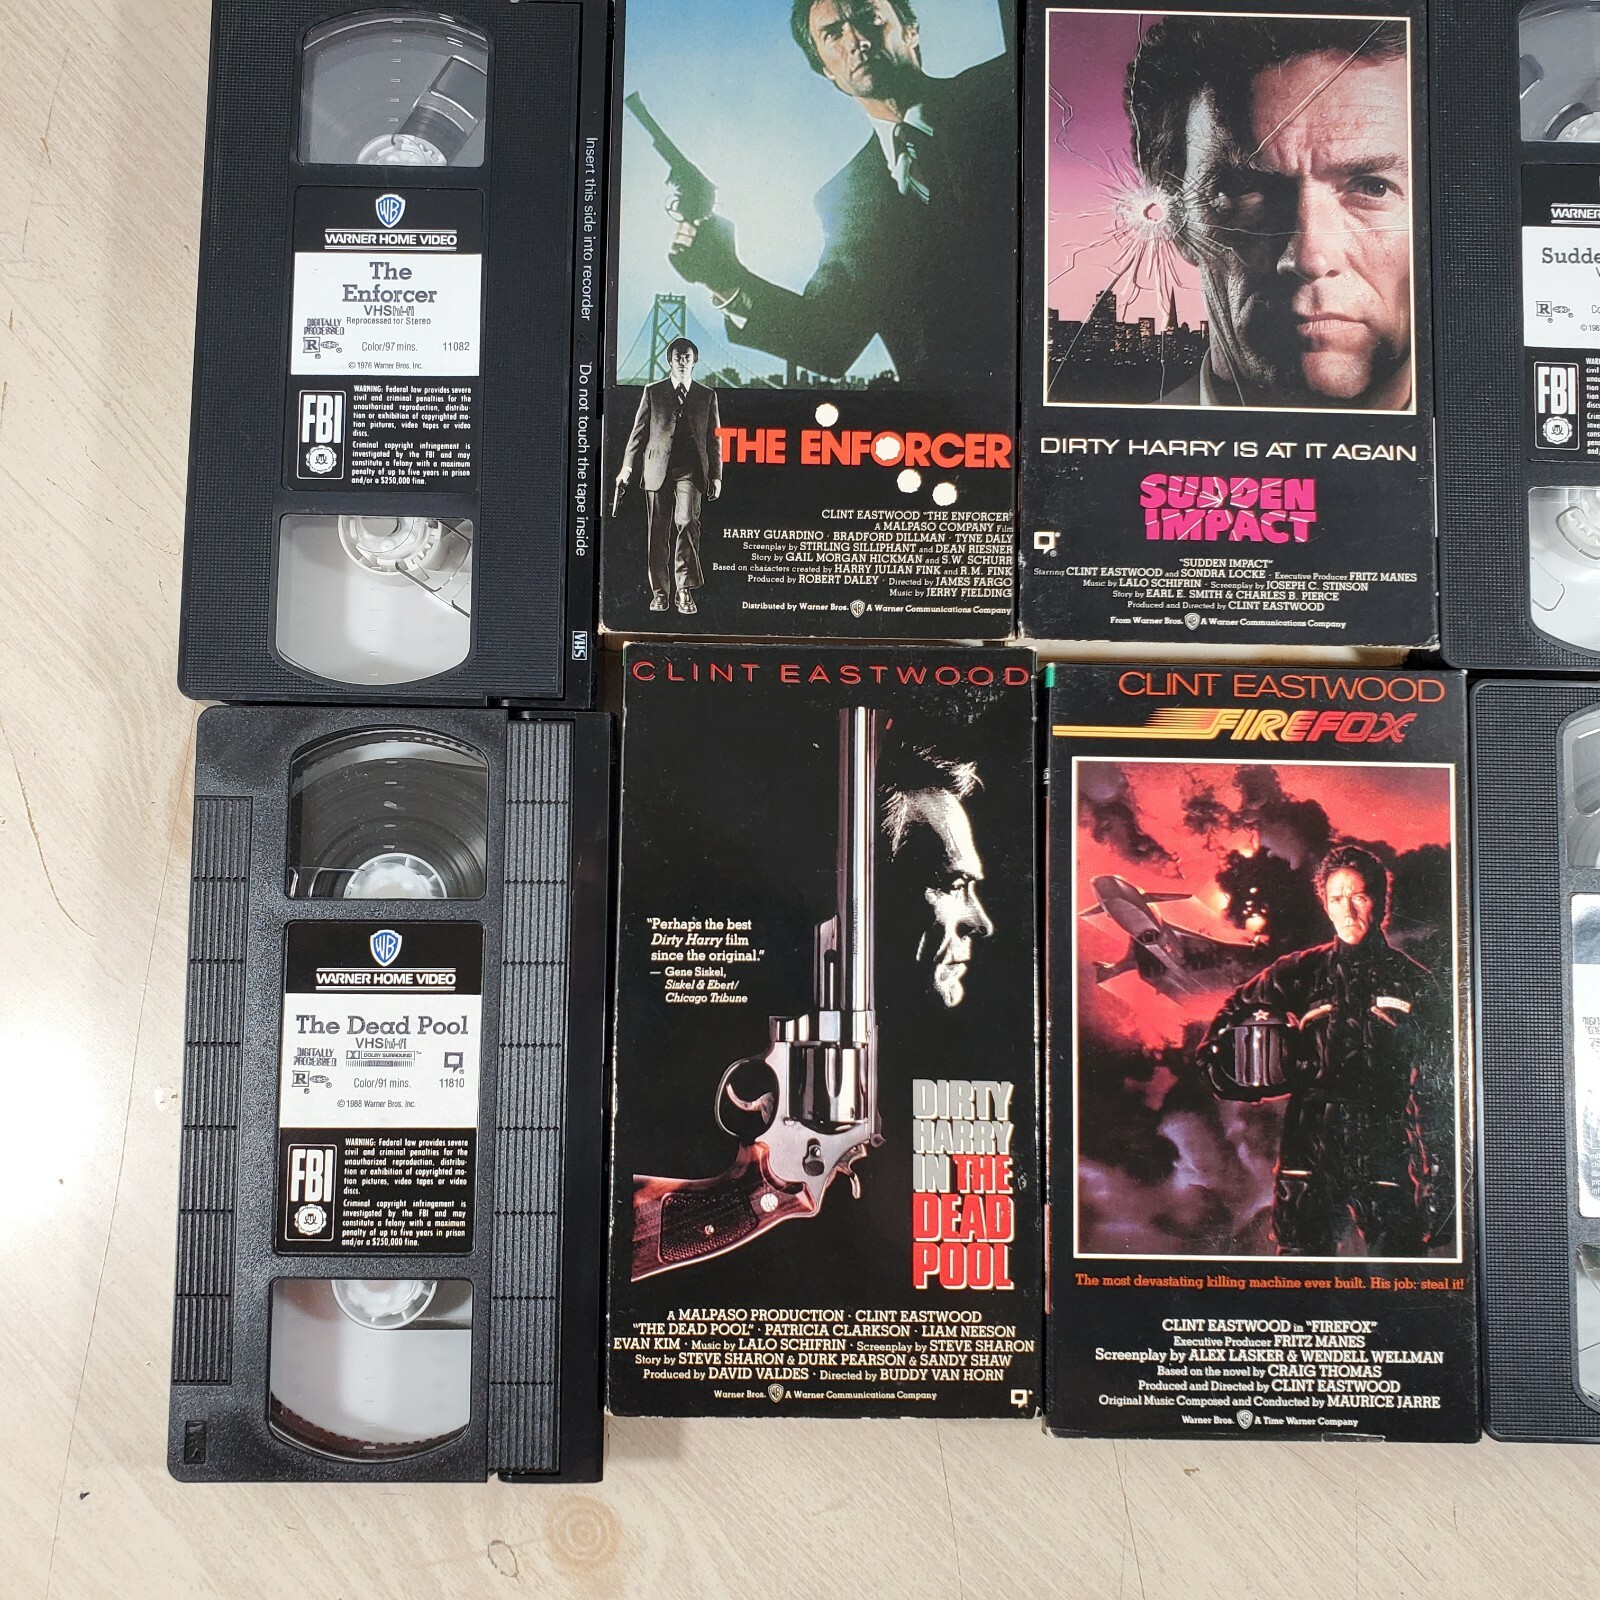 WB
WARNER HOME VIDEO
The
Enforcer
VHS hi-fi
Reprocessed for Stereo
DIGITALLY
PROCESSED
R
Color/97 mins. 11082
© 1976 Warner Bros. Inc.
FBI
WARNING: Federal law provides severe
civil and criminal penalties for the
unauthorized reproduction, distribu-
tion or exhibition of copyrighted mo-
tion pictures, video tapes or video
discs.
Criminal copyright infringement is
investigated by the FBI and may
constitute a felony with a maximum
penalty of up to five years in prison
and/or a $250,000 fine.
Insert this side into recorder
Do not touch the tape inside
VHS
THE ENFORCER
CLINT EASTWOOD "THE ENFORCER"
A MALPASO COMPANY Film
HARRY GUARDINO · BRADFORD DILLMAN · TYNE DALY
Screenplay by STIRLING SILLIPHANT and DEAN RIESNER
Story by GAIL MORGAN HICKMAN and S.W. SCHURR
Based on characters created by HARRY JULIAN FINK and R.M. FINK
Produced by ROBERT DALEY · Directed by JAMES FARGO
Music by JERRY FIELDING
Distributed by Warner Bros. WB A Warner Communications Company
DIRTY HARRY IS AT IT AGAIN
SUDDEN
IMPACT
"SUDDEN IMPACT"
Starring CLINT EASTWOOD and SONDRA LOCKE · Executive Producer FRITZ MANES
Music by LALO SCHIFRIN · Screenplay by JOSEPH C. STINSON
Story by EARL E. SMITH & CHARLES B. PIERCE
Produced and Directed by CLINT EASTWOOD
From Warner Bros. WB A Warner Communications Company
WARNER
Sudde
R
FBI
WB
WARNER HOME VIDEO
The Dead Pool
VHS hi-fi
DIGITALLY
PROCESSED
DOLBY SURROUND
R
Color/91 mins. 11810
© 1988 Warner Bros. Inc.
FBI
WARNING: Federal law provides severe
civil and criminal penalties for the
unauthorized reproduction, distribu-
tion or exhibition of copyrighted mo-
tion pictures, video tapes or video
discs.
Criminal copyright infringement is
investigated by the FBI and may
constitute a felony with a maximum
penalty of up to five years in prison
and/or a $250,000 fine.
CLINT EASTWOOD
"Perhaps the best
Dirty Harry film
since the original."
— Gene Siskel,
Siskel & Ebert/
Chicago Tribune
DIRTY
HARRY
IN THE
DEAD
POOL
A MALPASO PRODUCTION · CLINT EASTWOOD
"THE DEAD POOL" · PATRICIA CLARKSON · LIAM NEESON
EVAN KIM · Music by LALO SCHIFRIN · Screenplay by STEVE SHARON
Story by STEVE SHARON & DURK PEARSON & SANDY SHAW
Produced by DAVID VALDES · Directed by BUDDY VAN HORN
Warner Bros. WB A Warner Communications Company
CLINT EASTWOOD
FIREFOX
The most devastating killing machine ever built. His job: steal it!
CLINT EASTWOOD in "FIREFOX"
Executive Producer FRITZ MANES
Screenplay by ALEX LASKER & WENDELL WELLMAN
Based on the novel by CRAIG THOMAS
Produced and Directed by CLINT EASTWOOD
Original Music Composed and Conducted by MAURICE JARRE
Warner Bros. WB A Time Warner Company